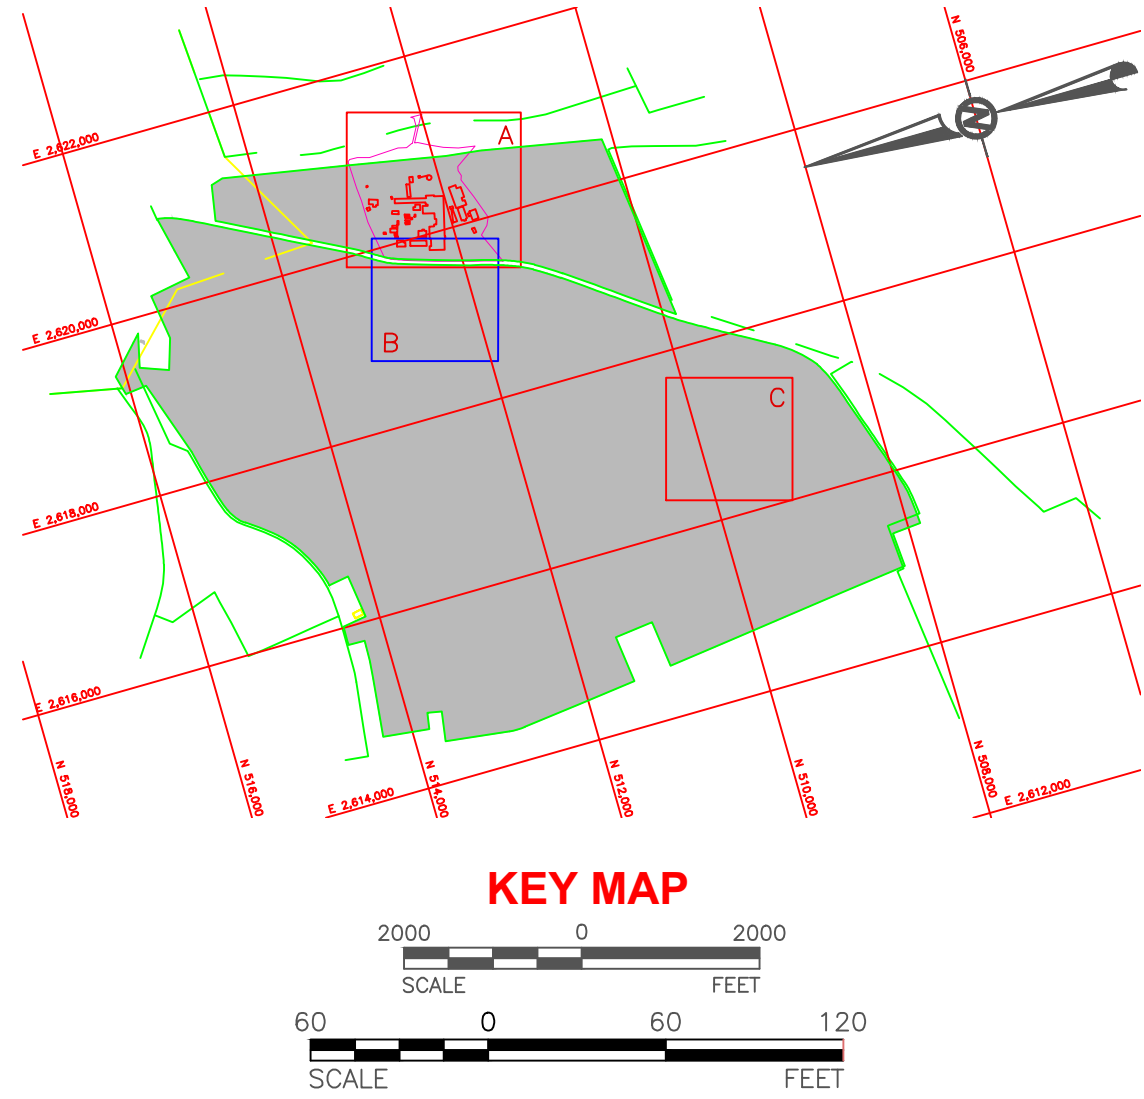 N 506,000
N
E 2,622,000
A
E 2,620,000
B
C
E 2,618,000
E 2,616,000
N 518,000
N 516,000
E 2,614,000
N 514,000
N 512,000
N 510,000
N 508,000
E 2,612,000
KEY MAP
2000 0 2000
SCALE FEET
60 0 60 120
SCALE FEET